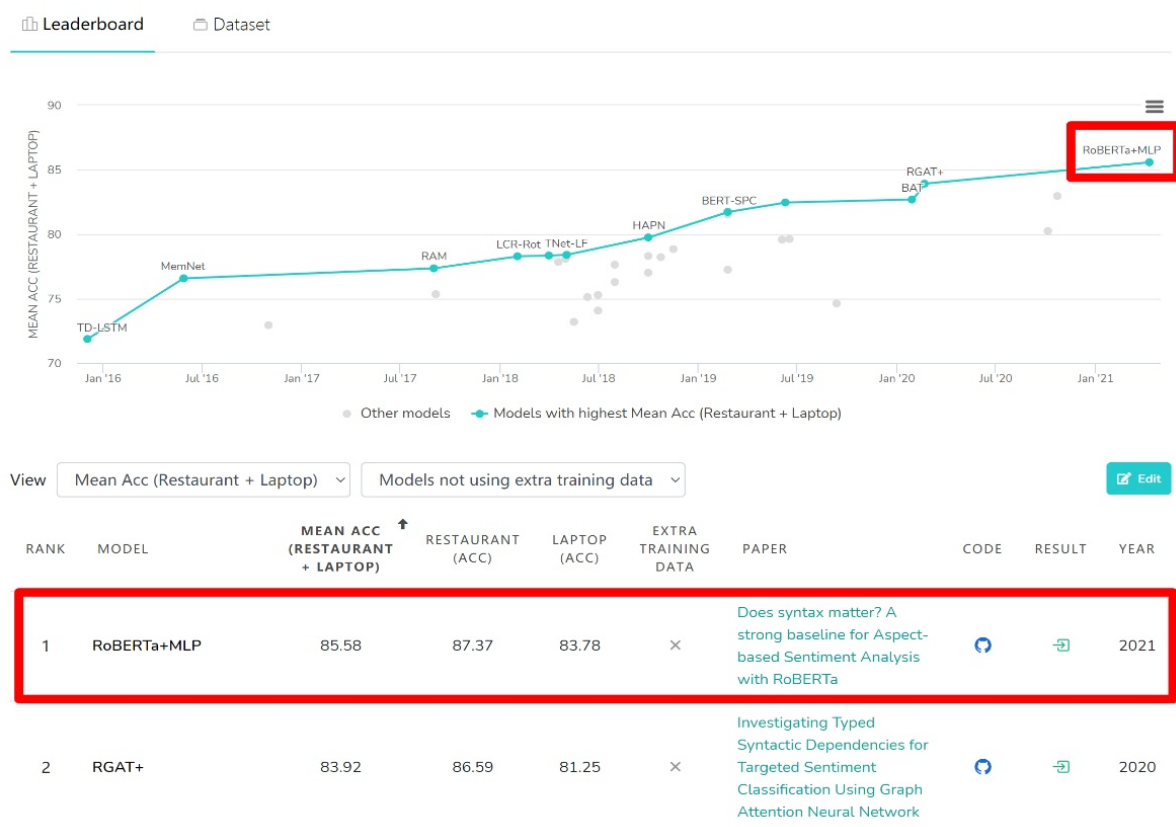 Leaderboard Dataset
90
85
80
75
70
MEAN ACC (RESTAURANT + LAPTOP)
TD-LSTM
MemNet
RAM
LCR-Rot
TNet-LF
HAPN
BERT-SPC
BAT
RGAT+
RoBERTa+MLP
Jan '16 Jul '16 Jan '17 Jul '17 Jan '18 Jul '18 Jan '19 Jul '19 Jan '20 Jul '20 Jan '21
Other models Models with highest Mean Acc (Restaurant + Laptop)
View Mean Acc (Restaurant + Laptop) Models not using extra training data Edit
RANK MODEL MEAN ACC (RESTAURANT + LAPTOP) RESTAURANT (ACC) LAPTOP (ACC) EXTRA TRAINING DATA PAPER CODE RESULT YEAR
1 RoBERTa+MLP 85.58 87.37 83.78 × Does syntax matter? A
strong baseline for Aspect-
based Sentiment Analysis
with RoBERTa
2021
2 RGAT+ 83.92 86.59 81.25 × Investigating Typed
Syntactic Dependencies for
Targeted Sentiment
Classification Using Graph
Attention Neural Network
2020